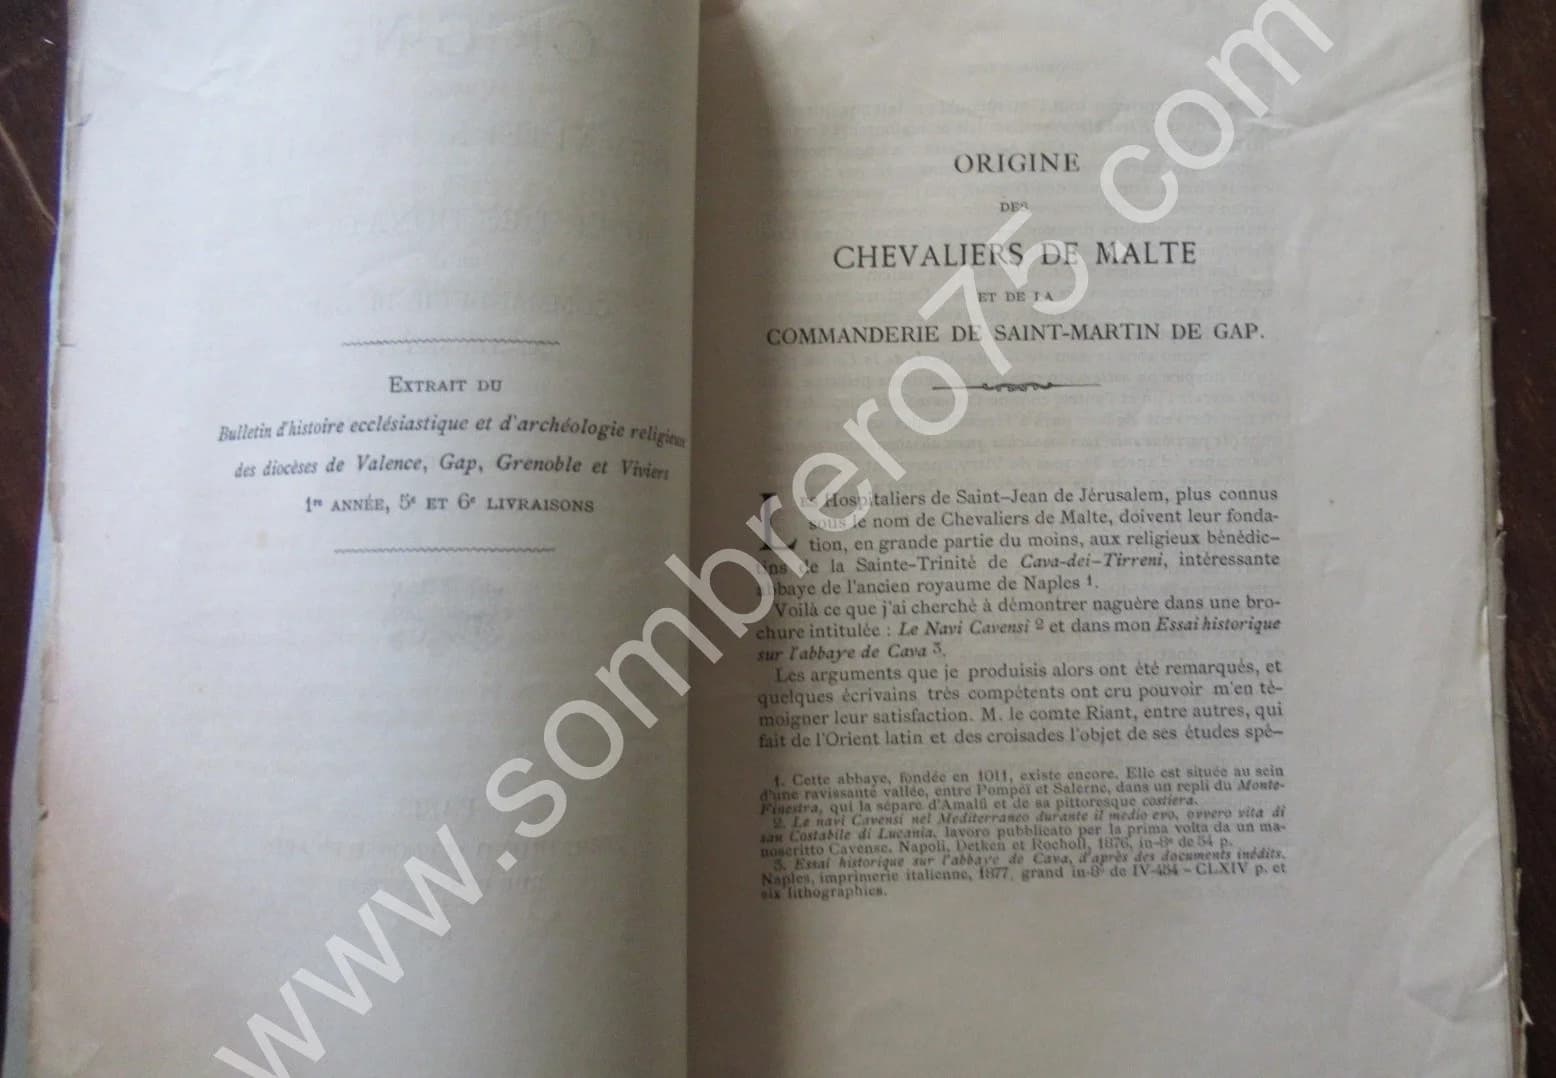 EXTRAIT DU
Bulletin d'histoire ecclésiastique et d'archéologie religieuse
des diocèses de Valence, Gap, Grenoble et Viviers
1re ANNÉE, 5e ET 6e LIVRAISONS
ORIGINE
DES
CHEVALIERS DE MALTE
ET DE LA
COMMANDERIE DE SAINT-MARTIN DE GAP.
LES Hospitaliers de Saint-Jean de Jérusalem, plus connus
sous le nom de Chevaliers de Malte, doivent leur fonda-
tion, en grande partie du moins, aux religieux bénédic-
tins de la Sainte-Trinité de Cava-dei-Tirreni, intéressante
abbaye de l'ancien royaume de Naples 1.
Voilà ce que j'ai cherché à démontrer naguère dans une bro-
chure intitulée : Le Navi Cavensi 2 et dans mon Essai historique
sur l'abbaye de Cava 3.
Les arguments que je produisis alors ont été remarqués, et
quelques écrivains très compétents ont cru pouvoir m'en té-
moigner leur satisfaction. M. le comte Riant, entre autres, qui
fait de l'Orient latin et des croisades l'objet de ses études spé-
1. Cette abbaye, fondée en 1011, existe encore. Elle est située au sein
d'une ravissante vallée, entre Pompéï et Salerne, dans un repli du Monte-
Finestra, qui la sépare d'Amalfi et de sa pittoresque costiera.
2. Le navi Cavensi nel Mediterraneo durante il medio evo, ovvero vita di
san Costabile di Lucania, lavoro pubblicato per la prima volta da un ma-
noscritto Cavense. Napoli, Detken et Rocholl, 1876, in-8º de 54 p.
3. Essai historique sur l'abbaye de Cava, d'après des documents inédits.
Naples, imprimerie italienne, 1877, grand in-8º de IV-454 – CLXIV p. et
six lithographies.
www.sombrero75.com